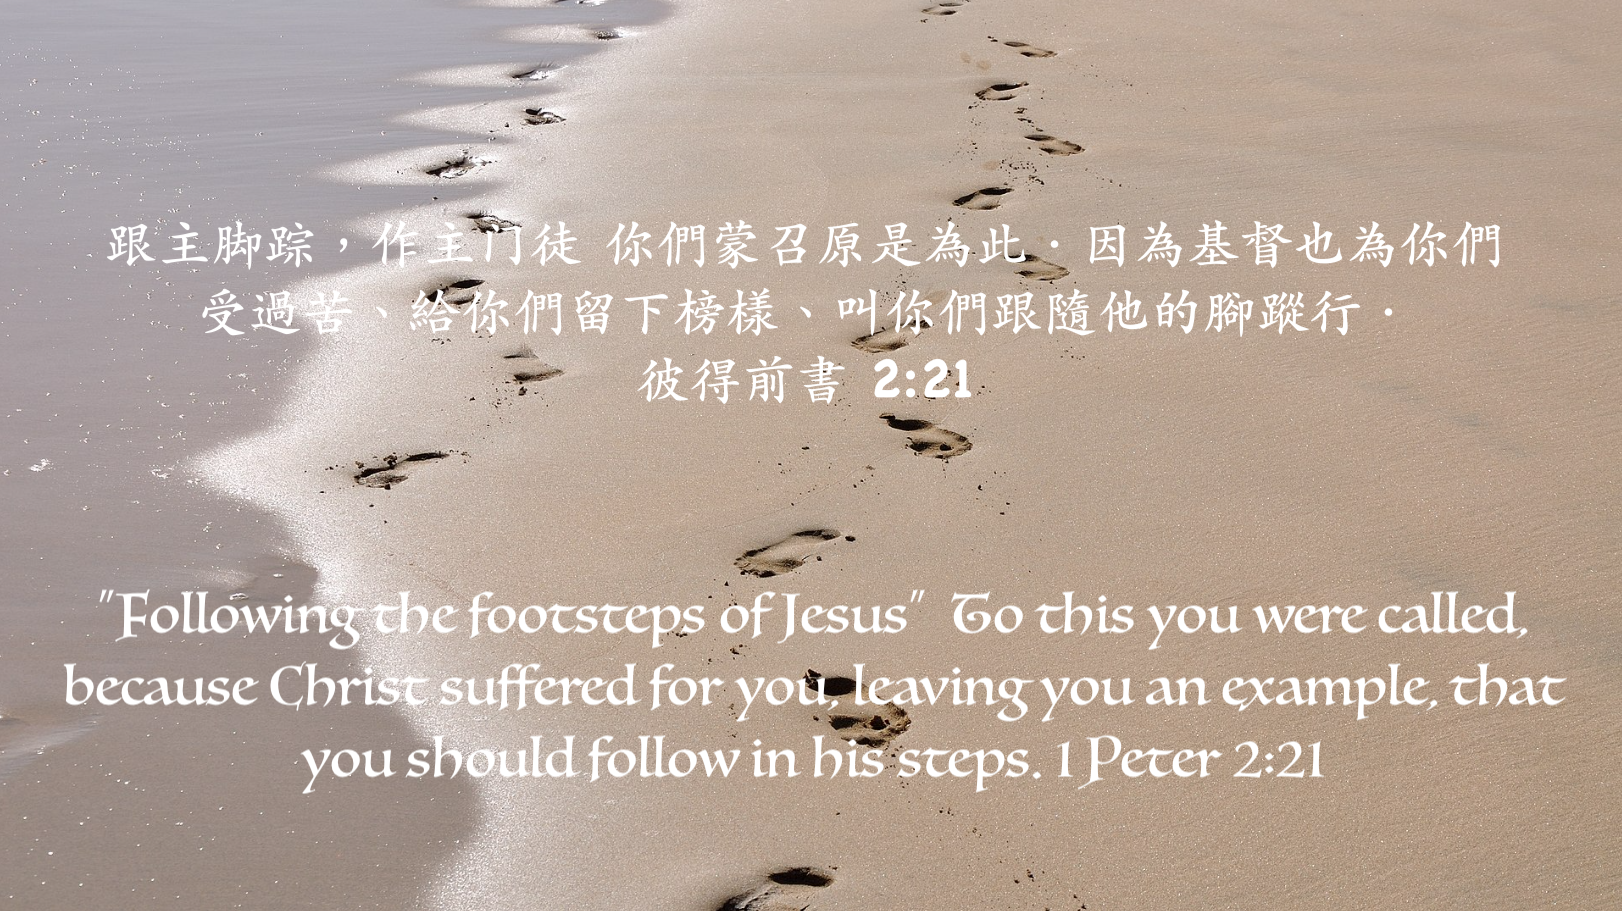 跟主脚踪，作主门徒 你們蒙召原是為此．因為基督也為你們
受過苦、給你們留下榜樣、叫你們跟隨他的腳蹤行．
彼得前書 2:21
"Following the footsteps of Jesus" To this you were called,
because Christ suffered for you, leaving you an example, that
you should follow in his steps. 1 Peter 2:21